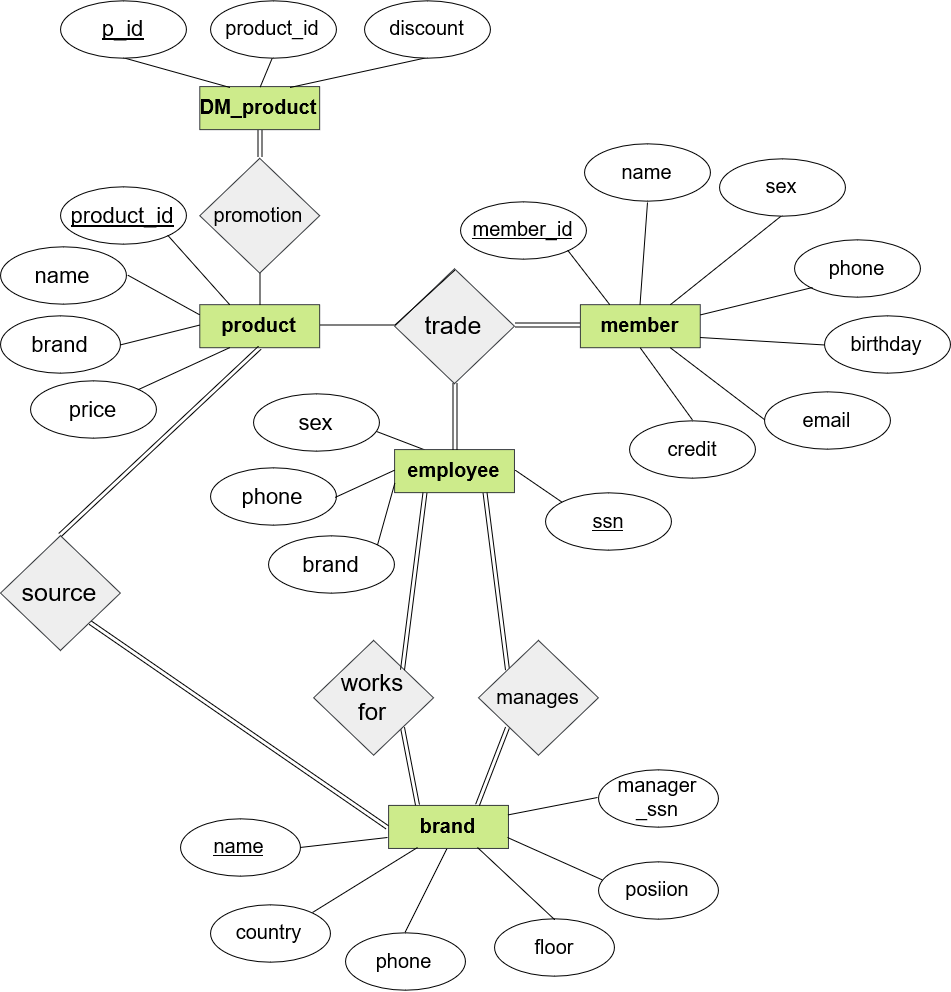 p_id
product_id
discount
DM_product
promotion
product_id
name
brand
price
product
trade
member_id
name
sex
phone
birthday
email
credit
member
sex
phone
brand
employee
ssn
source
works
for
manages
brand
manager
_ssn
name
posiion
country
phone
floor